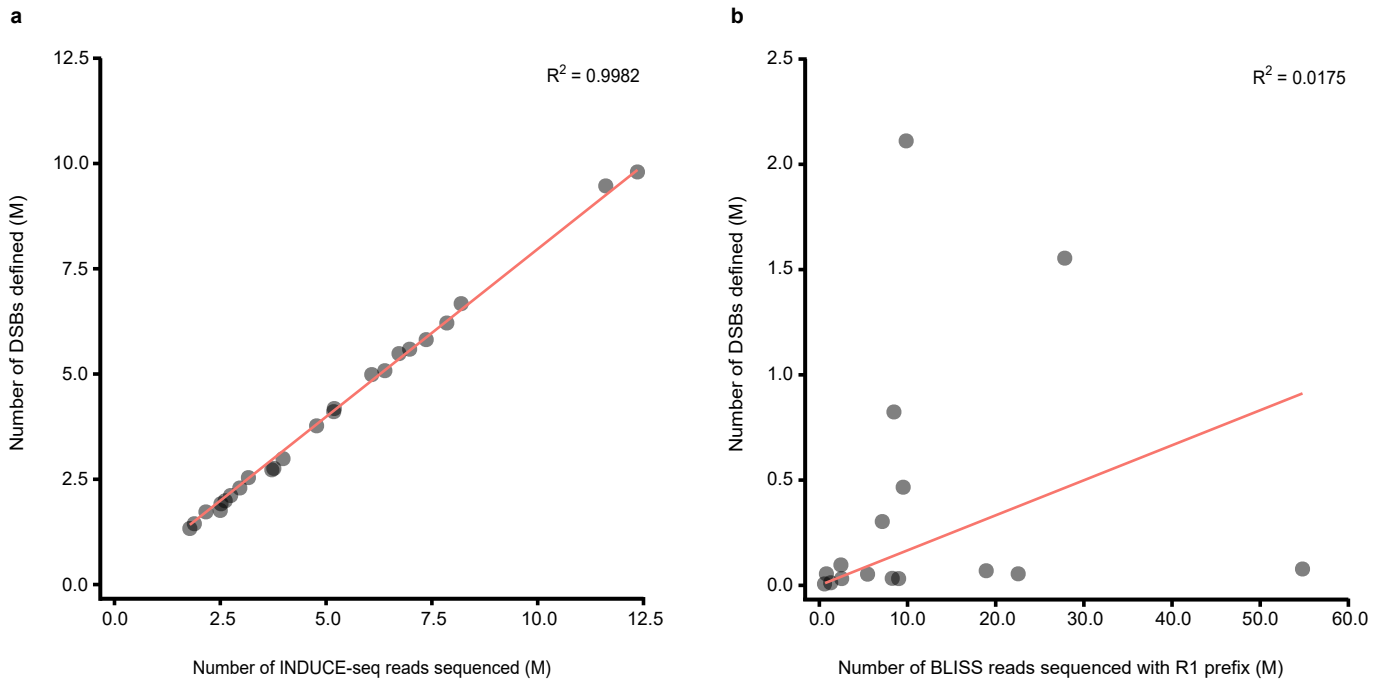 a
12.5
10.0
7.5
5.0
2.5
0.0
Number of DSBs defined (M)
R² = 0.9982
0.0 2.5 5.0 7.5 10.0 12.5
Number of INDUCE-seq reads sequenced (M)
b
2.5
2.0
1.5
1.0
0.5
0.0
Number of DSBs defined (M)
R² = 0.0175
0.0 10.0 20.0 30.0 40.0 50.0 60.0
Number of BLISS reads sequenced with R1 prefix (M)